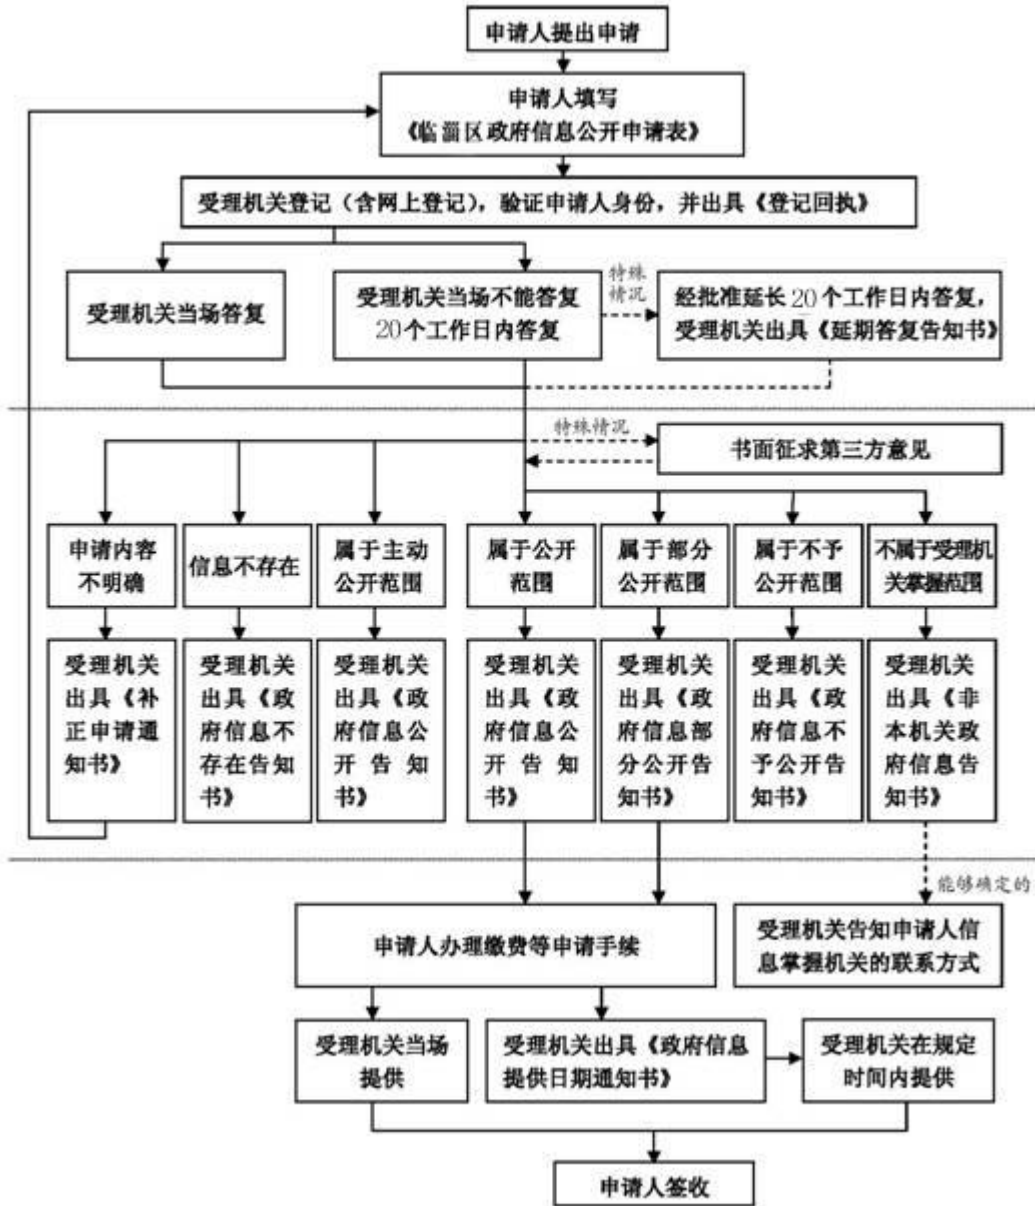 申请人提出申请
申请人填写
《临淄区政府信息公开申请表》
受理机关登记（含网上登记），验证申请人身份，并出具《登记回执》
受理机关当场答复
受理机关当场不能答复
20个工作日内答复
特殊
情况
经批准延长20个工作日内答复，
受理机关出具《延期答复告知书》
特殊情况
书面征求第三方意见
申请内容
不明确
信息不存在
属于主动
公开范围
属于公开
范围
属于部分
公开范围
属于不予
公开范围
不属于受理机
关掌握范围
受理机关
出具《补
正申请通
知书》
受理机关
出具《政
府信息不
存在告知
书》
受理机关
出具《政
府信息公
开告知
书》
受理机关
出具《政
府信息公
开告知
书》
受理机关
出具《政
府信息部
分公开告
知书》
受理机关
出具《政
府信息不
予公开告
知书》
受理机关
出具《非
本机关政
府信息告
知书》
能够确定的
申请人办理缴费等申请手续
受理机关告知申请人信
息掌握机关的联系方式
受理机关当场
提供
受理机关出具《政府信息
提供日期通知书》
受理机关在规定
时间内提供
申请人签收